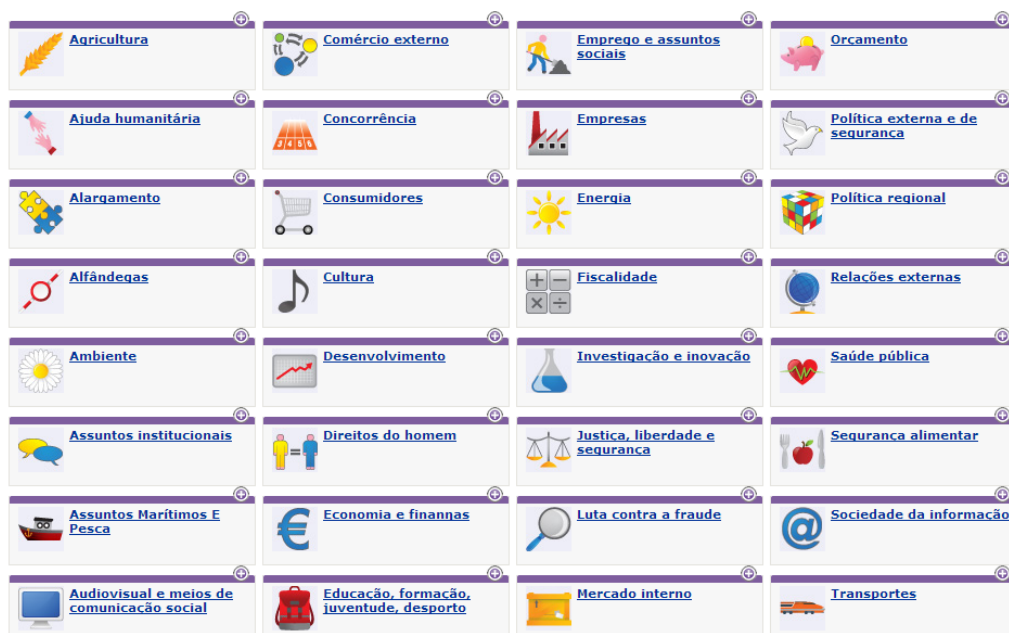 Agricultura
Ajuda humanitária
Alargamento
Alfândegas
Ambiente
Assuntos institucionais
Assuntos Marítimos E
Pesca
Audiovisual e meios de
comunicação social
Comércio externo
Concorrência
Consumidores
Cultura
Desenvolvimento
Direitos do homem
Economia e finanças
Educação, formação,
juventude, desporto
Emprego e assuntos
sociais
Empresas
Energia
Fiscalidade
Investigação e inovação
Justiça, liberdade e
segurança
Luta contra a fraude
Mercado interno
Orçamento
Política externa e de
segurança
Política regional
Relações externas
Saúde pública
Segurança alimentar
Sociedade da informação
Transportes